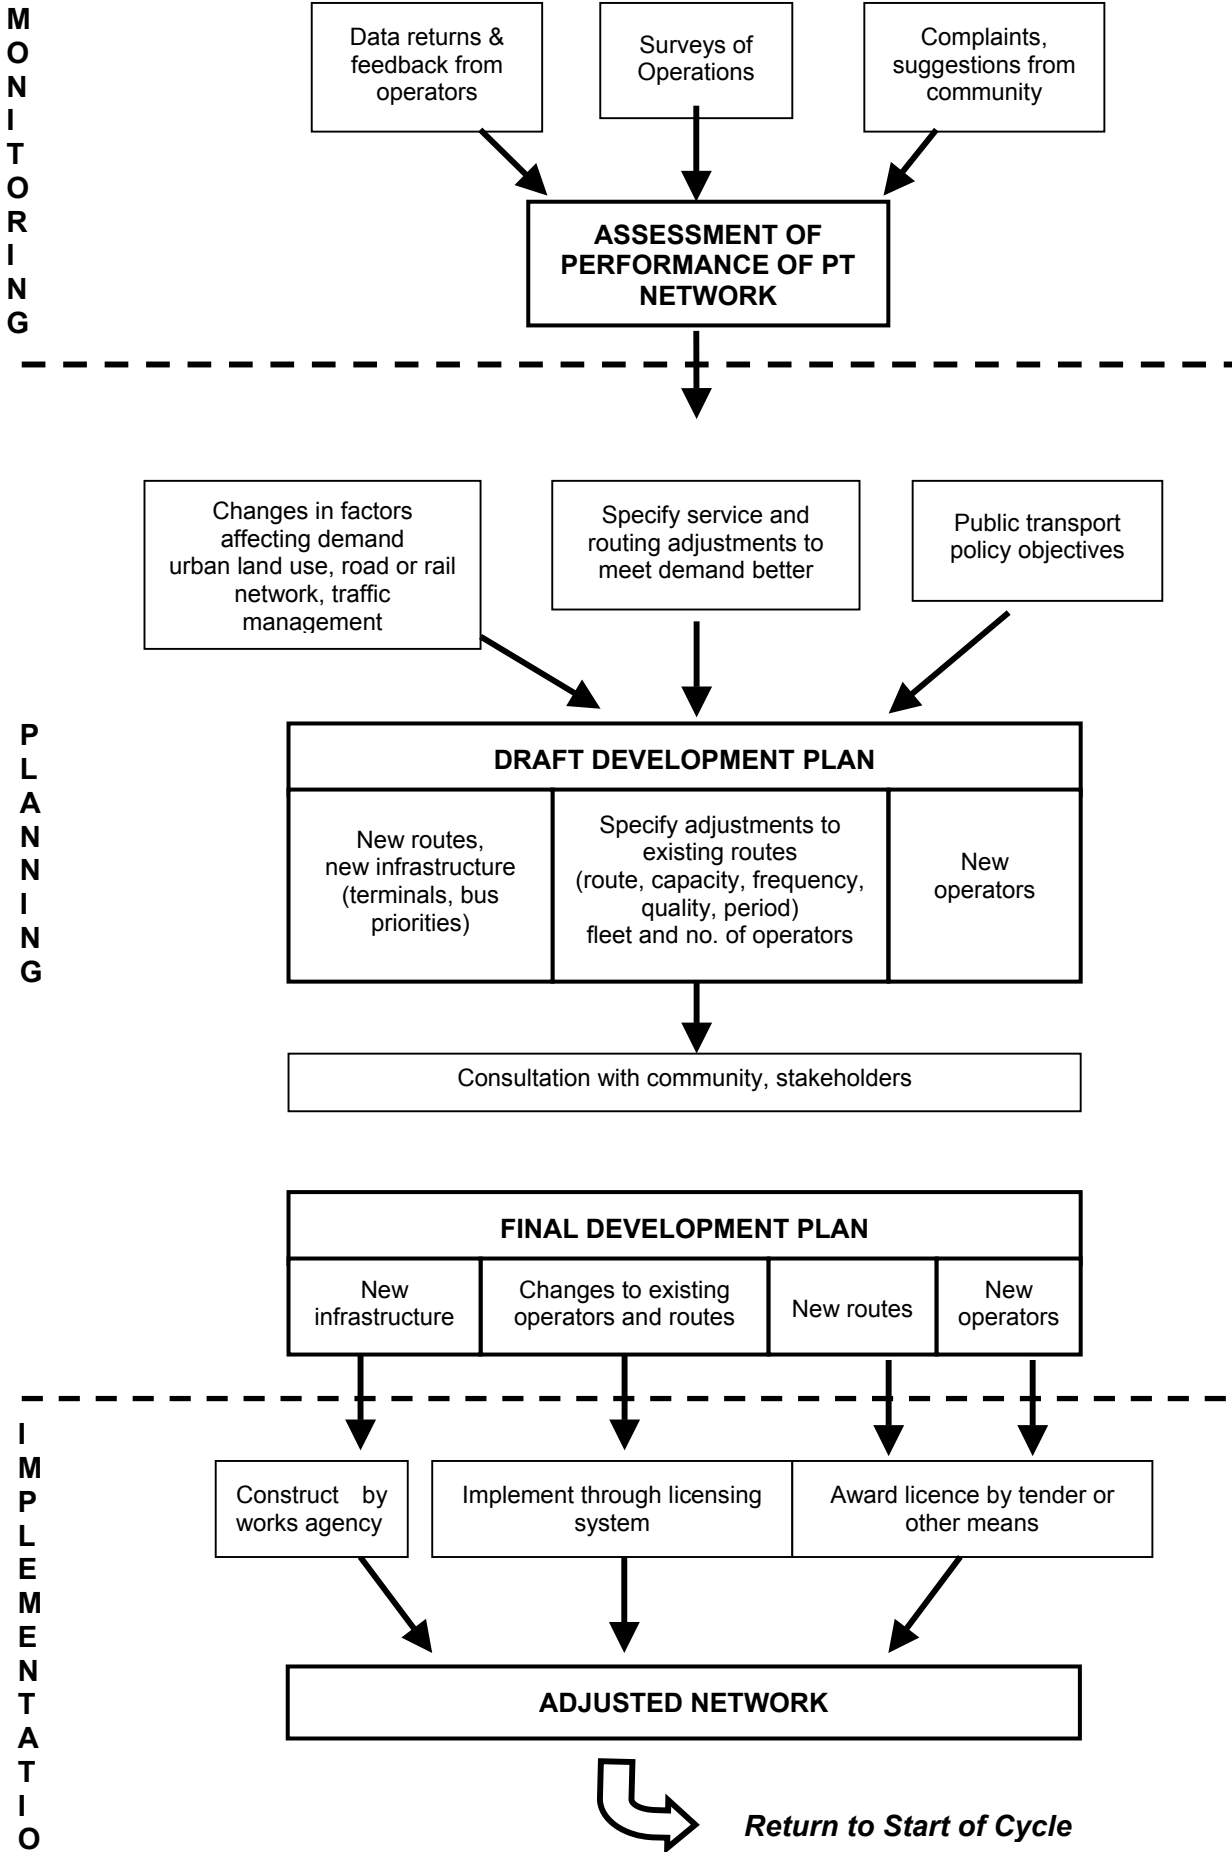 MONITORING
Data returns &
feedback from
operators
Surveys of
Operations
Complaints,
suggestions from
community
ASSESSMENT OF
PERFORMANCE OF PT
NETWORK
PLANNING
Changes in factors
affecting demand
urban land use, road or rail
network, traffic
management
Specify service and
routing adjustments to
meet demand better
Public transport
policy objectives
DRAFT DEVELOPMENT PLAN
New routes,
new infrastructure
(terminals, bus
priorities)
Specify adjustments to
existing routes
(route, capacity, frequency,
quality, period)
fleet and no. of operators
New
operators
Consultation with community, stakeholders
FINAL DEVELOPMENT PLAN
New
infrastructure
Changes to existing
operators and routes
New routes
New
operators
IMPLEMENTATIO
Construct by
works agency
Implement through licensing
system
Award licence by tender or
other means
ADJUSTED NETWORK
Return to Start of Cycle